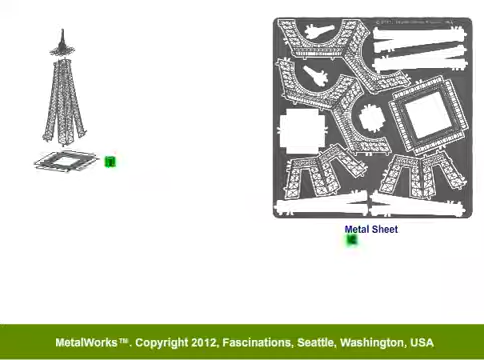 Metal Sheet
MetalWorks™. Copyright 2012, Fascinations, Seattle, Washington, USA